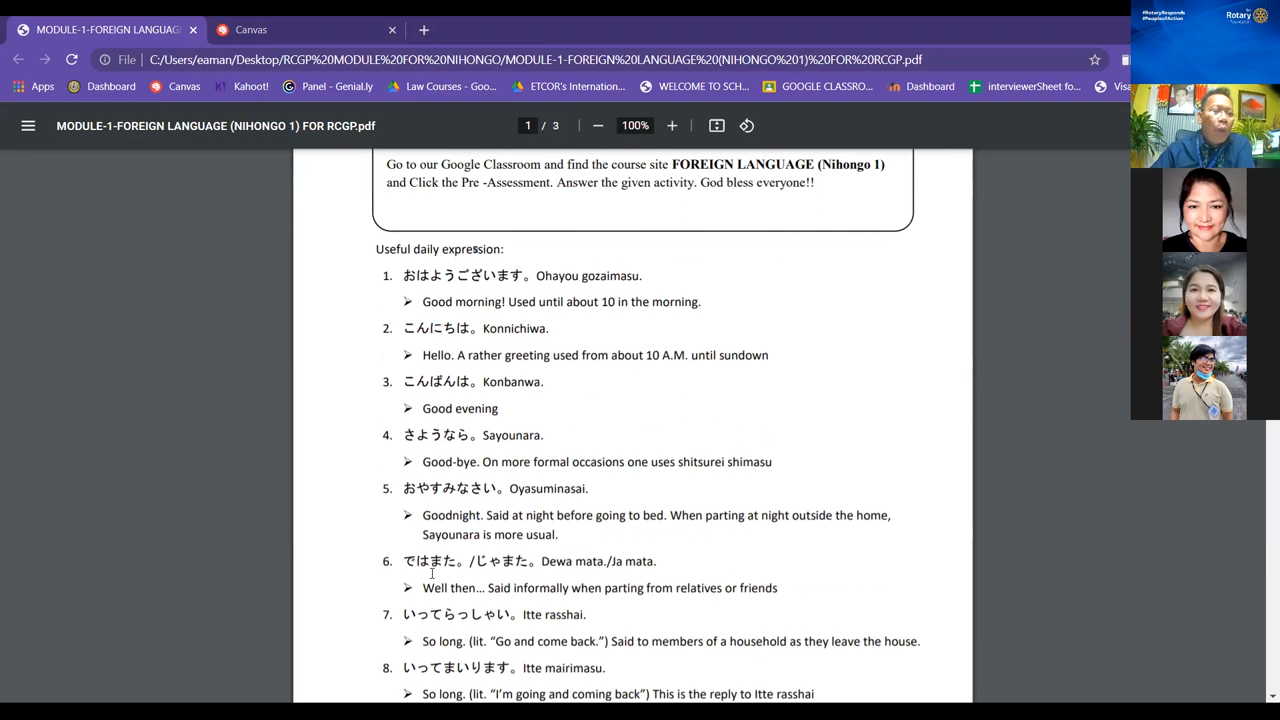 MODULE-1-FOREIGN LANGUAG
Canvas
#RotaryResponds
#PeopleofAction
Rotary
File
C:/Users/eaman/Desktop/RCGP%20MODULE%20FOR%20NIHONGO/MODULE-1-FOREIGN%20LANGUAGE%20(NIHONGO%201)%20FOR%20RCGP.pdf
Apps
Dashboard
Canvas
Kahoot!
Panel - Genial.ly
Law Courses - Goo...
ETCOR's Internation...
WELCOME TO SCH...
GOOGLE CLASSRO...
Dashboard
interviewerSheet fo...
Visa
MODULE-1-FOREIGN LANGUAGE (NIHONGO 1) FOR RCGP.pdf
1 / 3
100%
Go to our Google Classroom and find the course site FOREIGN LANGUAGE (Nihongo 1)
and Click the Pre -Assessment. Answer the given activity. God bless everyone!!
Useful daily expression:
1. おはようございます。Ohayou gozaimasu.
Good morning! Used until about 10 in the morning.
2. こんにちは。Konnichiwa.
Hello. A rather greeting used from about 10 A.M. until sundown
3. こんばんは。Konbanwa.
Good evening
4. さようなら。Sayounara.
Good-bye. On more formal occasions one uses shitsurei shimasu
5. おやすみなさい。Oyasuminasai.
Goodnight. Said at night before going to bed. When parting at night outside the home,
Sayounara is more usual.
6. ではまた。/じゃまた。Dewa mata./Ja mata.
Well then... Said informally when parting from relatives or friends
7. いってらっしゃい。Itte rasshai.
So long. (lit. “Go and come back.”) Said to members of a household as they leave the house.
8. いってまいります。Itte mairimasu.
So long. (lit. “I’m going and coming back”) This is the reply to Itte rasshai